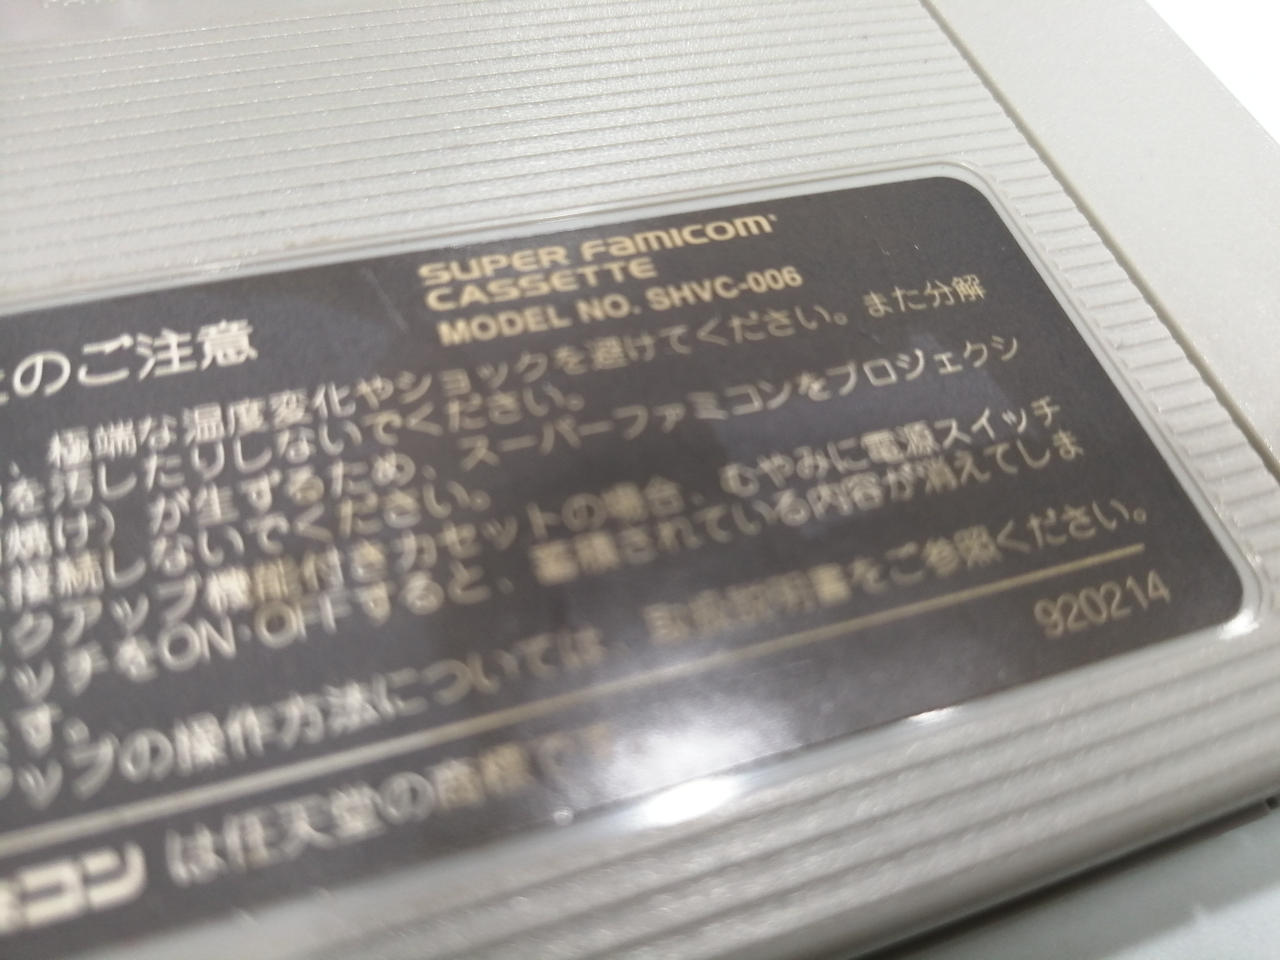 SUPER FAMICOM
CASSETTE
MODEL NO. SHVC-006
のご注意
極端な温度変化やショックを避けてください。また分解
を汚したりしないでください。
焼け）が生ずるため、スーパーファミコンをプロジェクシ
接続しないでください。
クアップ機能付きカセットの場合、むやみに電源スイッチ
ッチをON・OFFすると、蓄積されている内容が消えてしま
す。
アップの操作方法については、取扱説明書をご参照ください。
920214
コン は任天堂の商標です